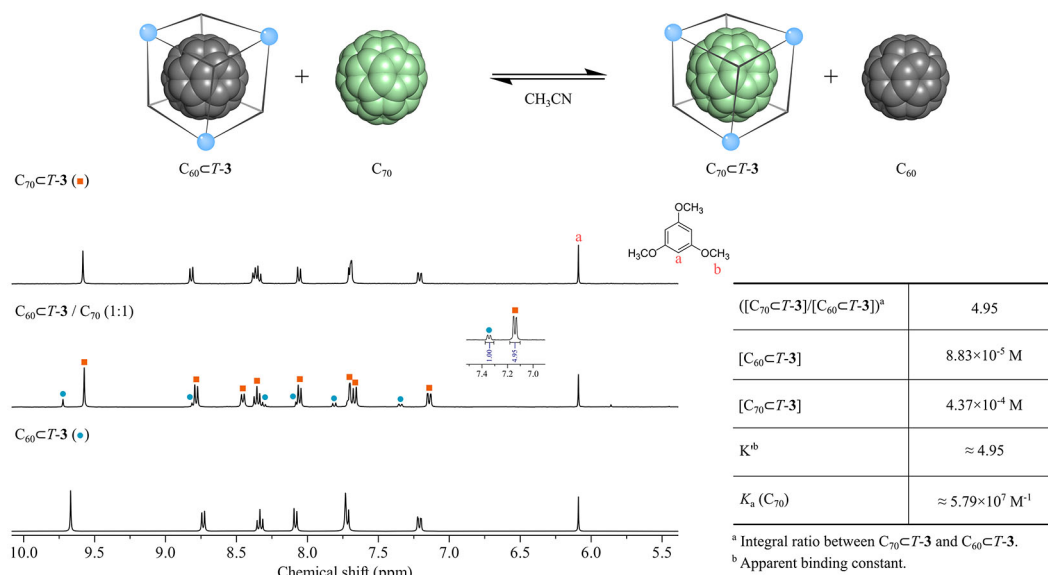 C₆₀⊂T-3
+
C₇₀
CH₃CN
C₇₀⊂T-3
+
C₆₀
C₇₀⊂T-3 (■)
a
OCH₃
H₃CO
OCH₃
a
b
C₆₀⊂T-3 / C₇₀ (1:1)
1.00
4.95
7.4 7.2 7.0
C₆₀⊂T-3 (●)
10.0 9.5 9.0 8.5 8.0 7.5 7.0 6.5 6.0 5.5
Chemical shift (ppm)
([C₇₀⊂T-3]/[C₆₀⊂T-3])ᵃ 4.95
[C₆₀⊂T-3] 8.83×10⁻⁵ M
[C₇₀⊂T-3] 4.37×10⁻⁴ M
K'ᵇ ≈ 4.95
Kₐ (C₇₀) ≈ 5.79×10⁷ M⁻¹
ᵃ Integral ratio between C₇₀⊂T-3 and C₆₀⊂T-3.
ᵇ Apparent binding constant.